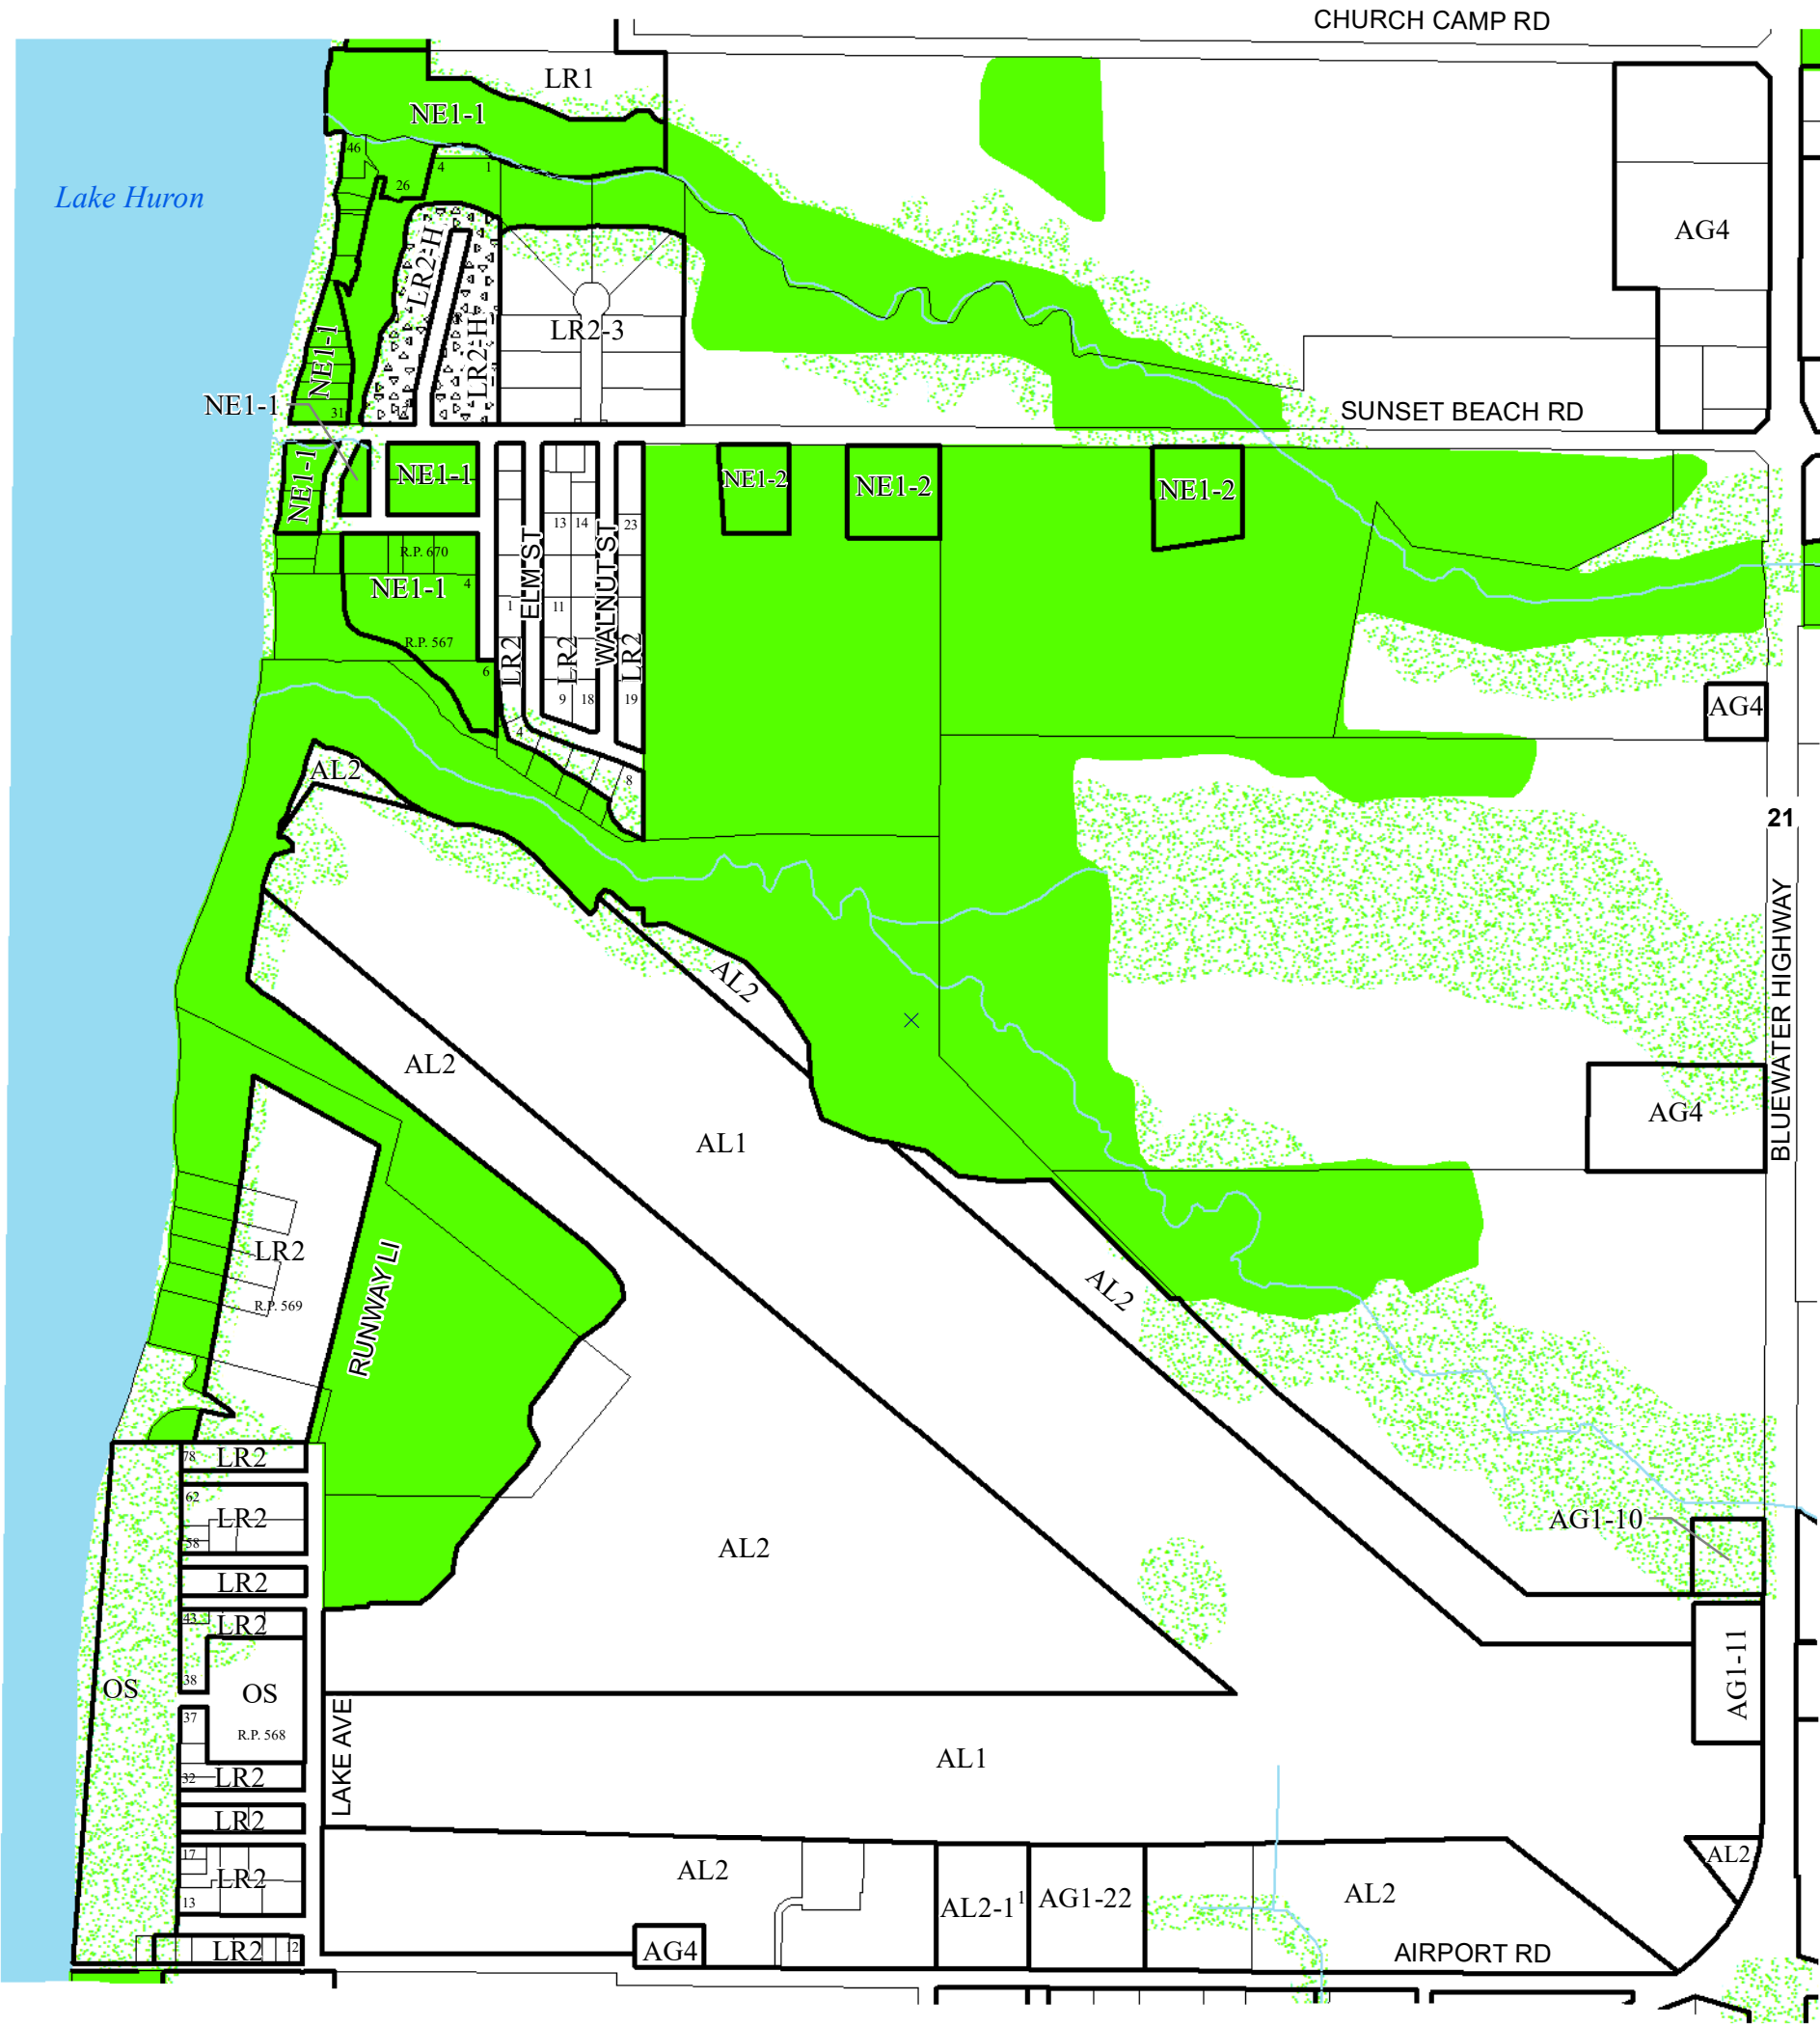 CHURCH CAMP RD
LR1
NE1-1
46
4
1
26
Lake Huron
AG4
LR2-H
LR2-H
LR2-3
NE1-1
NE1-1
31
SUNSET BEACH RD
NE1-1
NE1-1
NE1-2
NE1-2
NE1-2
13
14
23
R.P. 670
ELM ST
WALNUT ST
NE1-1
4
1
11
R.P. 567
LR2
LR2
LR2
6
9
18
19
AG4
4
8
AL2
21
BLUEWATER HIGHWAY
AL2
AL2
AL1
AG4
LR2
R.P. 569
RUNWAY LI
AL2
78
LR2
62
LR2
58
AG1-10
AL2
LR2
43
LR2
38
OS
OS
AG1-11
37
R.P. 568
LAKE AVE
AL1
32
LR2
LR2
17
LR2
13
AL2
AL2-1¹
AG1-22
AL2
AL2
LR2
12
AG4
AIRPORT RD